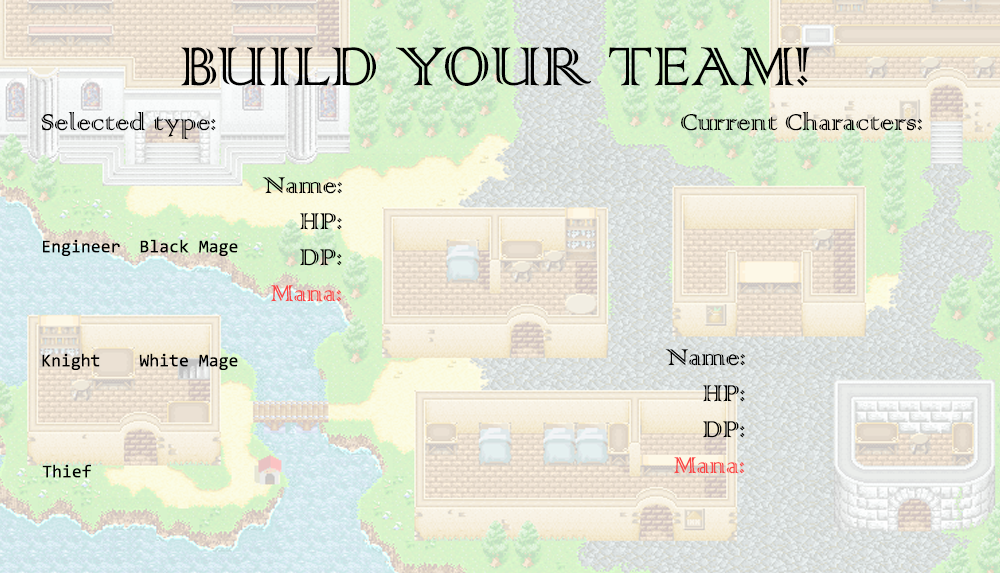 BUILD YOUR TEAM!
Selected type:
Current Characters:
Name:
HP:
DP:
Mana:
Engineer Black Mage
Knight White Mage
Thief
Name:
HP:
DP:
Mana: